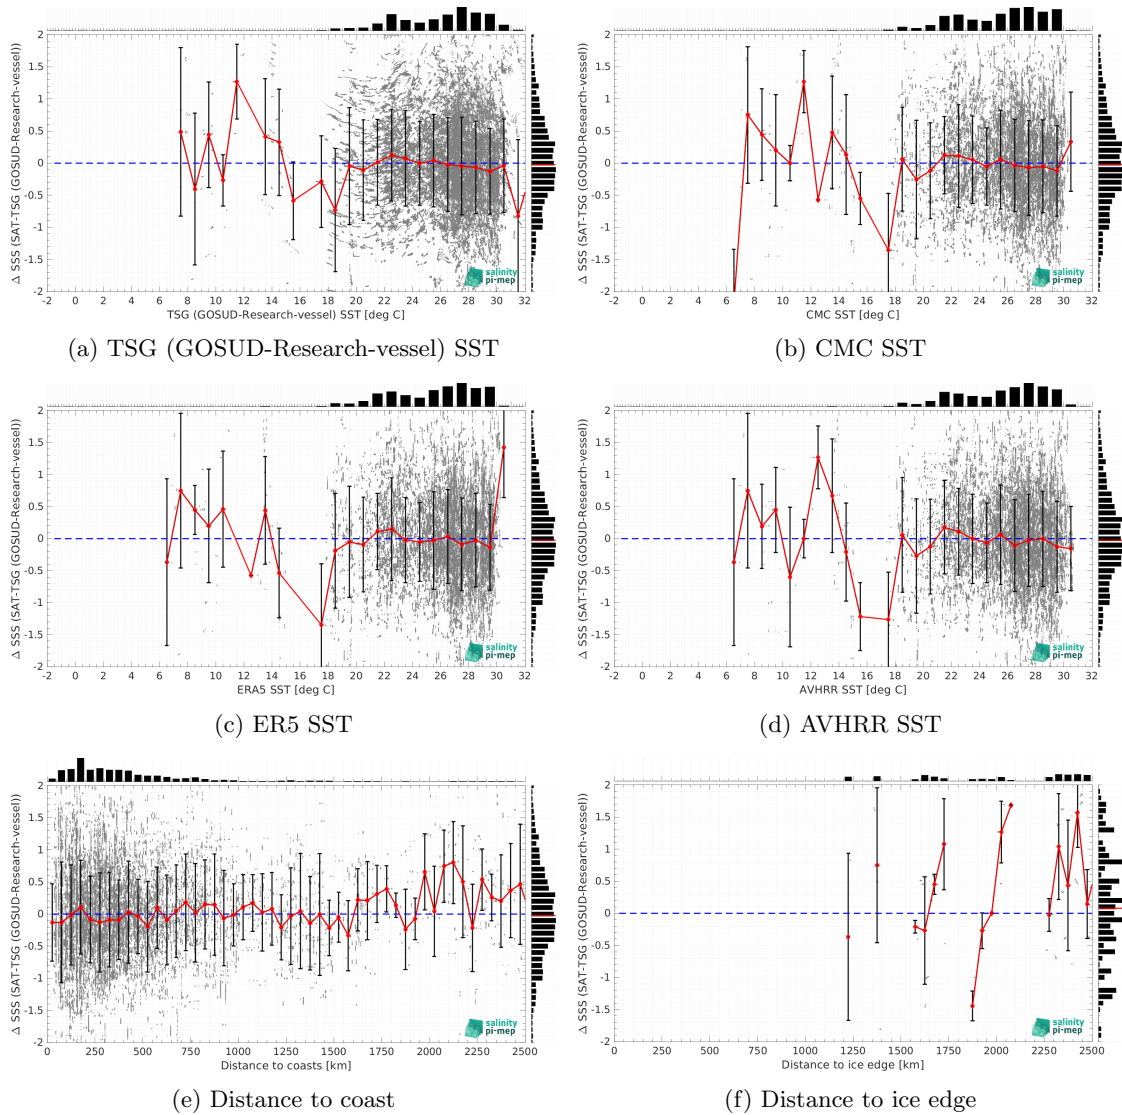 2
1.5
1
0.5
0
-0.5
-1
-1.5
-2
Δ SSS (SAT-TSG (GOSUD-Research-vessel))
salinity
pi-mep
-2 0 2 4 6 8 10 12 14 16 18 20 22 24 26 28 30 32
TSG (GOSUD-Research-vessel) SST [deg C]
(a) TSG (GOSUD-Research-vessel) SST
2
1.5
1
0.5
0
-0.5
-1
-1.5
-2
Δ SSS (SAT-TSG (GOSUD-Research-vessel))
salinity
pi-mep
-2 0 2 4 6 8 10 12 14 16 18 20 22 24 26 28 30 32
CMC SST [deg C]
(b) CMC SST
2
1.5
1
0.5
0
-0.5
-1
-1.5
-2
Δ SSS (SAT-TSG (GOSUD-Research-vessel))
salinity
pi-mep
-2 0 2 4 6 8 10 12 14 16 18 20 22 24 26 28 30 32
ERA5 SST [deg C]
(c) ER5 SST
2
1.5
1
0.5
0
-0.5
-1
-1.5
-2
Δ SSS (SAT-TSG (GOSUD-Research-vessel))
salinity
pi-mep
-2 0 2 4 6 8 10 12 14 16 18 20 22 24 26 28 30 32
AVHRR SST [deg C]
(d) AVHRR SST
2
1.5
1
0.5
0
-0.5
-1
-1.5
-2
Δ SSS (SAT-TSG (GOSUD-Research-vessel))
salinity
pi-mep
0 250 500 750 1000 1250 1500 1750 2000 2250 2500
Distance to coasts [km]
(e) Distance to coast
2
1.5
1
0.5
0
-0.5
-1
-1.5
-2
Δ SSS (SAT-TSG (GOSUD-Research-vessel))
salinity
pi-mep
0 250 500 750 1000 1250 1500 1750 2000 2250 2500
Distance to ice edge [km]
(f) Distance to ice edge